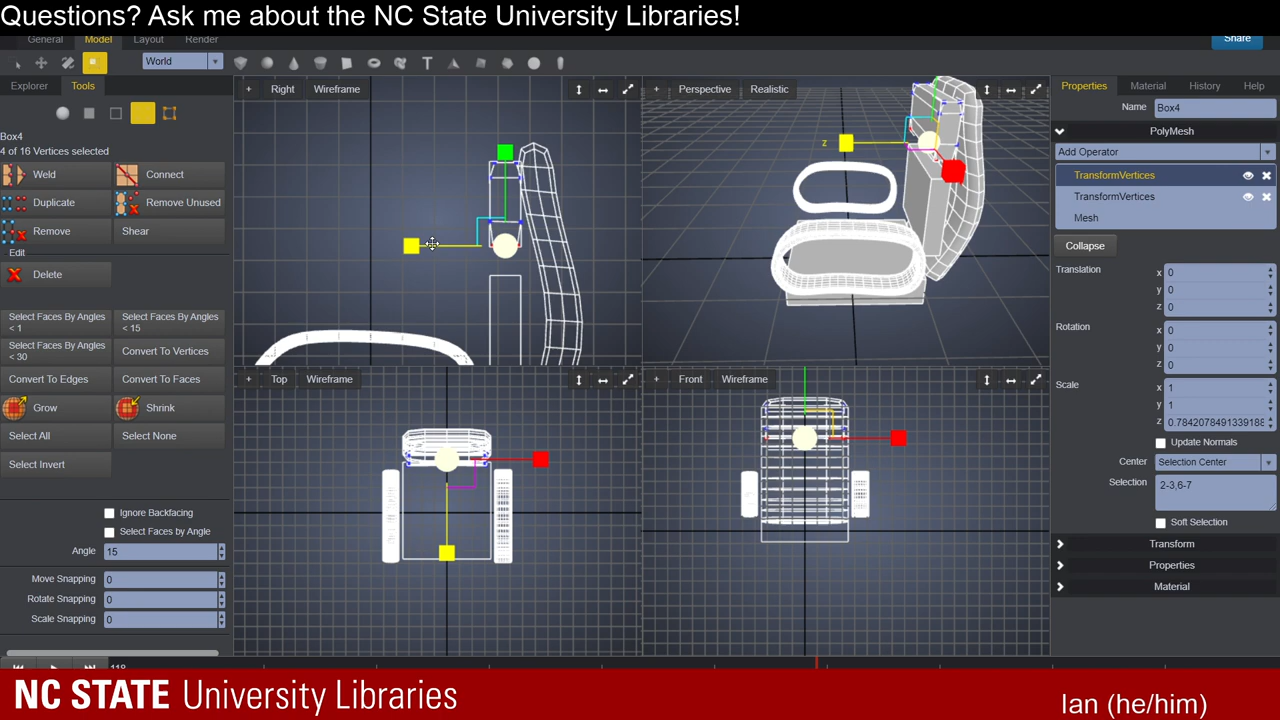 Questions? Ask me about the NC State University Libraries!
General Model Layout Render Share
World
Explorer Tools
Box4
4 of 16 Vertices selected
Weld Connect
Duplicate Remove Unused
Remove Shear
Edit
Delete
Select Faces By Angles < 1
Select Faces By Angles < 15
Select Faces By Angles < 30
Convert To Vertices
Convert To Edges Convert To Faces
Grow Shrink
Select All Select None
Select Invert
Ignore Backfacing
Select Faces by Angle
Angle 15
Move Snapping 0
Rotate Snapping 0
Scale Snapping 0
+ Right Wireframe
+ Perspective Realistic
z
+ Top Wireframe
+ Front Wireframe
Properties Material History Help
Name Box4
PolyMesh
Add Operator
TransformVertices
TransformVertices
Mesh
Collapse
Translation x 0
y 0
z 0
Rotation x 0
y 0
z 0
Scale x 1
y 1
z 0.7842078491339188
Update Normals
Center Selection Center
Selection 2-3,6-7
Soft Selection
Transform
Properties
Material
118
NC STATE University Libraries
Ian (he/him)